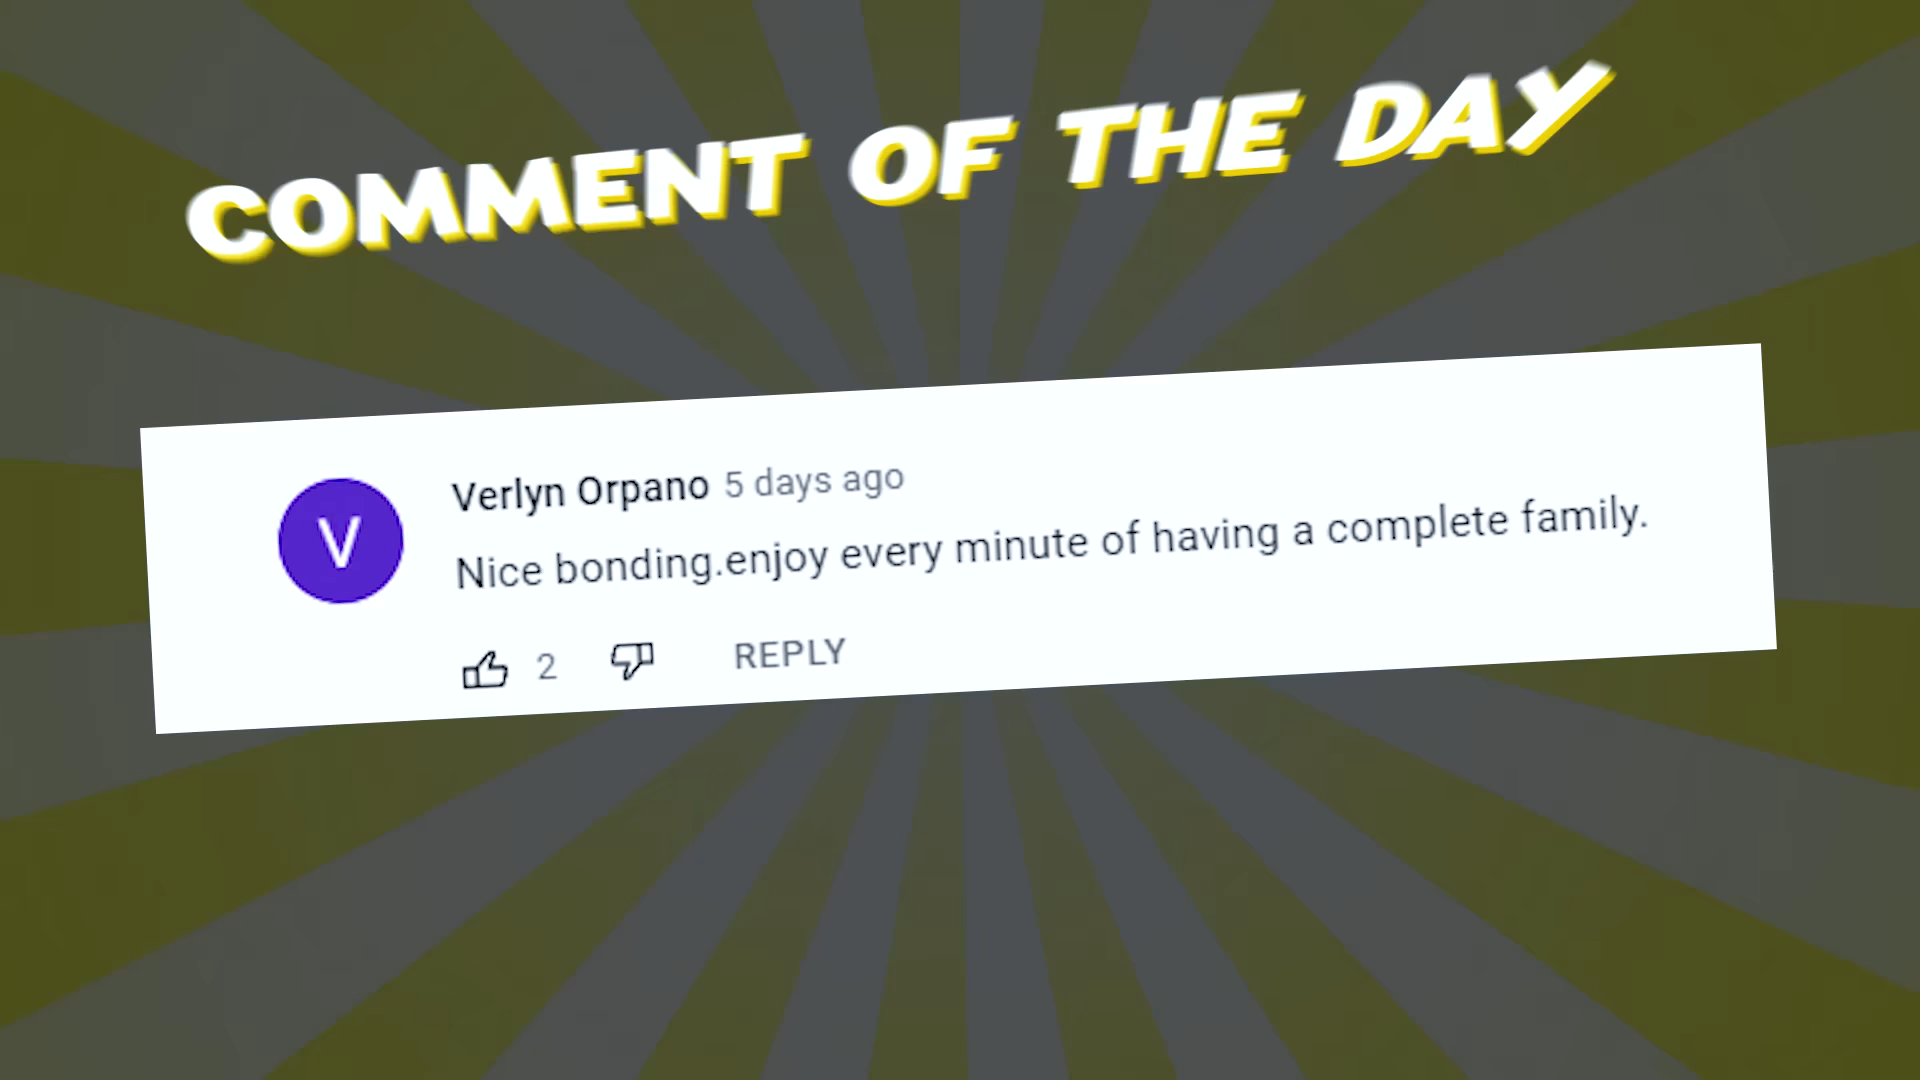 COMMENT OF THE DAY
V
Verlyn Orpano 5 days ago
Nice bonding.enjoy every minute of having a complete family.
2 REPLY